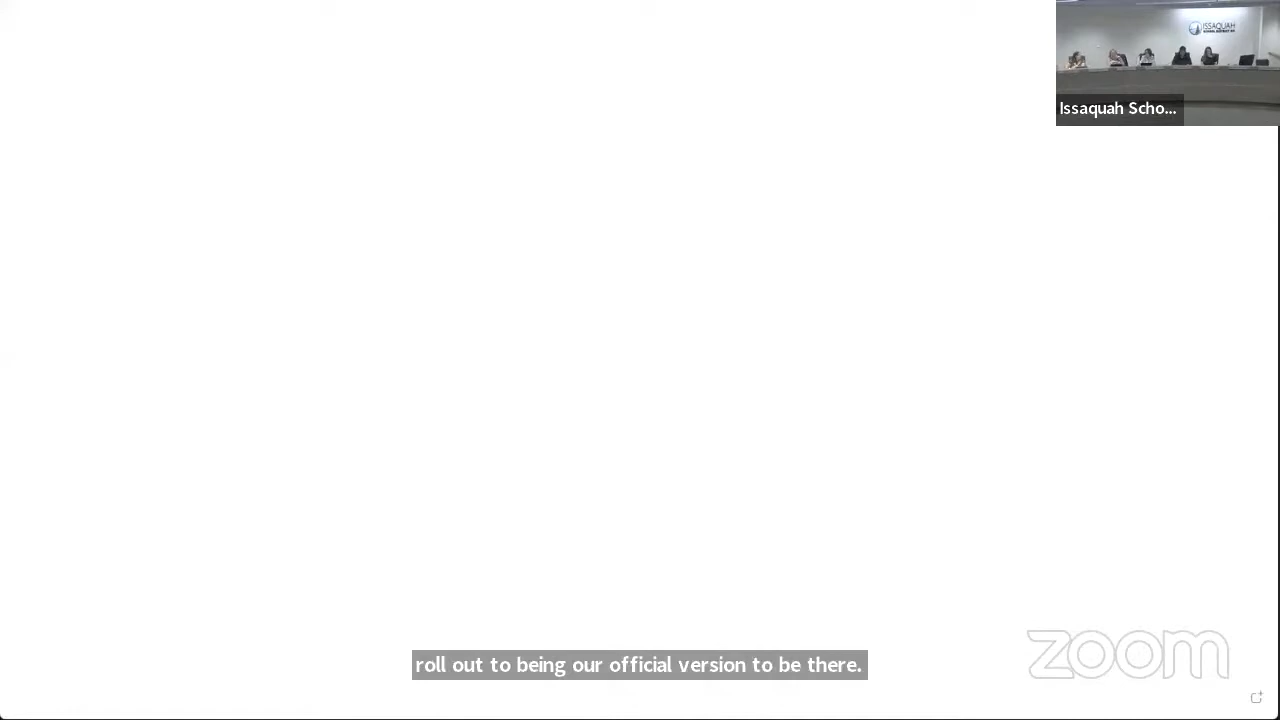 ISSAQUAH
Issaquah Scho...
roll out to being our official version to be there.
zoom